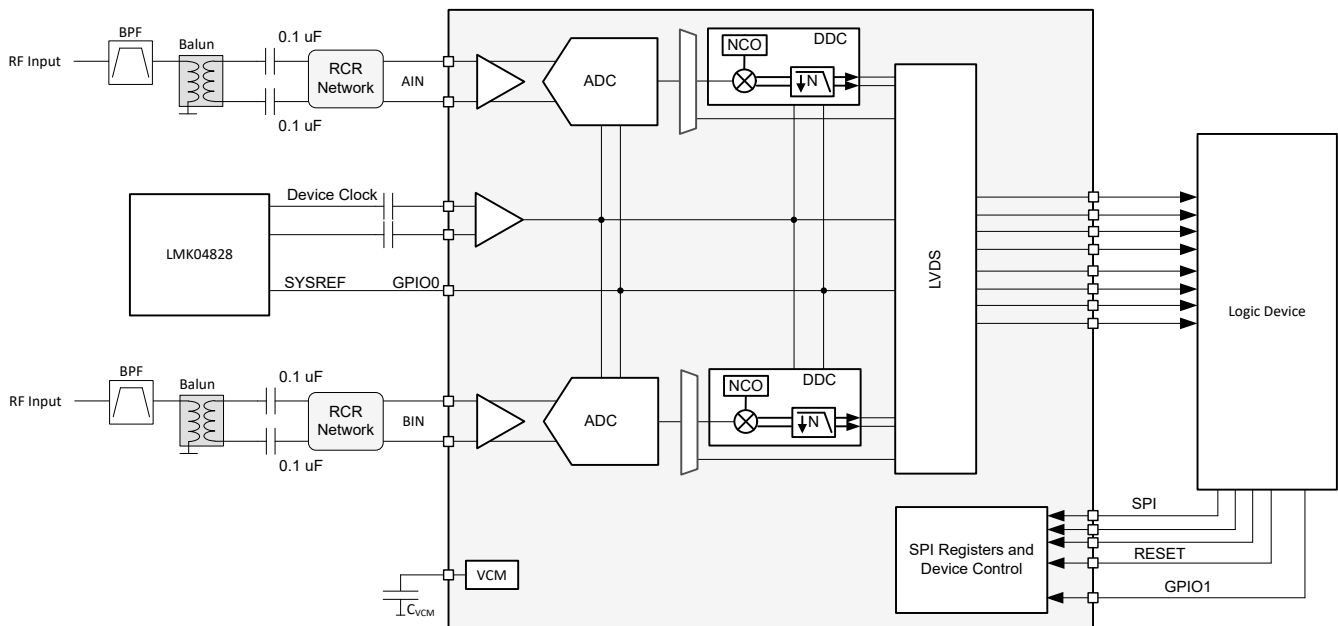 BPF
Balun
0.1 uF
RF Input
RCR
Network
AIN
0.1 uF
ADC
NCO
DDC
N
Device Clock
LMK04828
SYSREF
GPIO0
LVDS
Logic Device
BPF
Balun
0.1 uF
RF Input
RCR
Network
BIN
0.1 uF
ADC
NCO
DDC
N
SPI
SPI Registers and
Device Control
RESET
GPIO1
VCM
CVCM